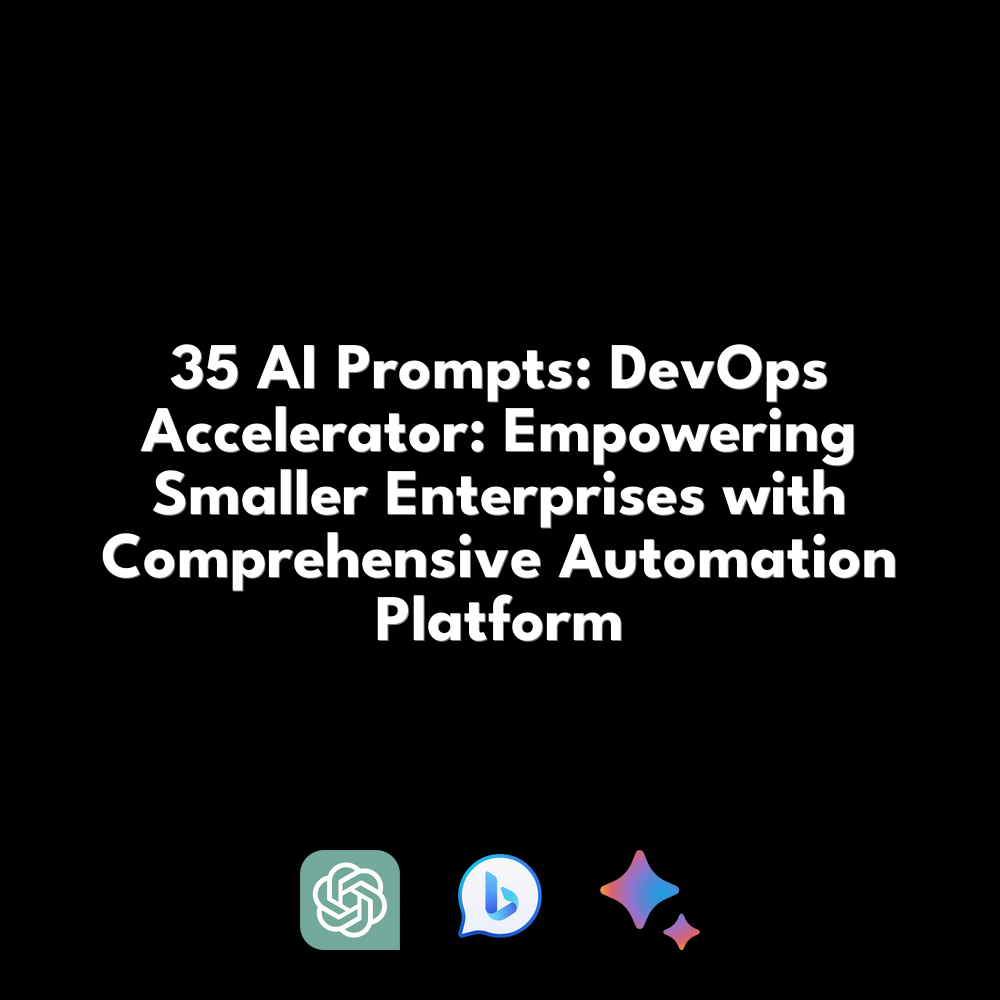 35 AI Prompts: DevOps
Accelerator: Empowering
Smaller Enterprises with
Comprehensive Automation
Platform